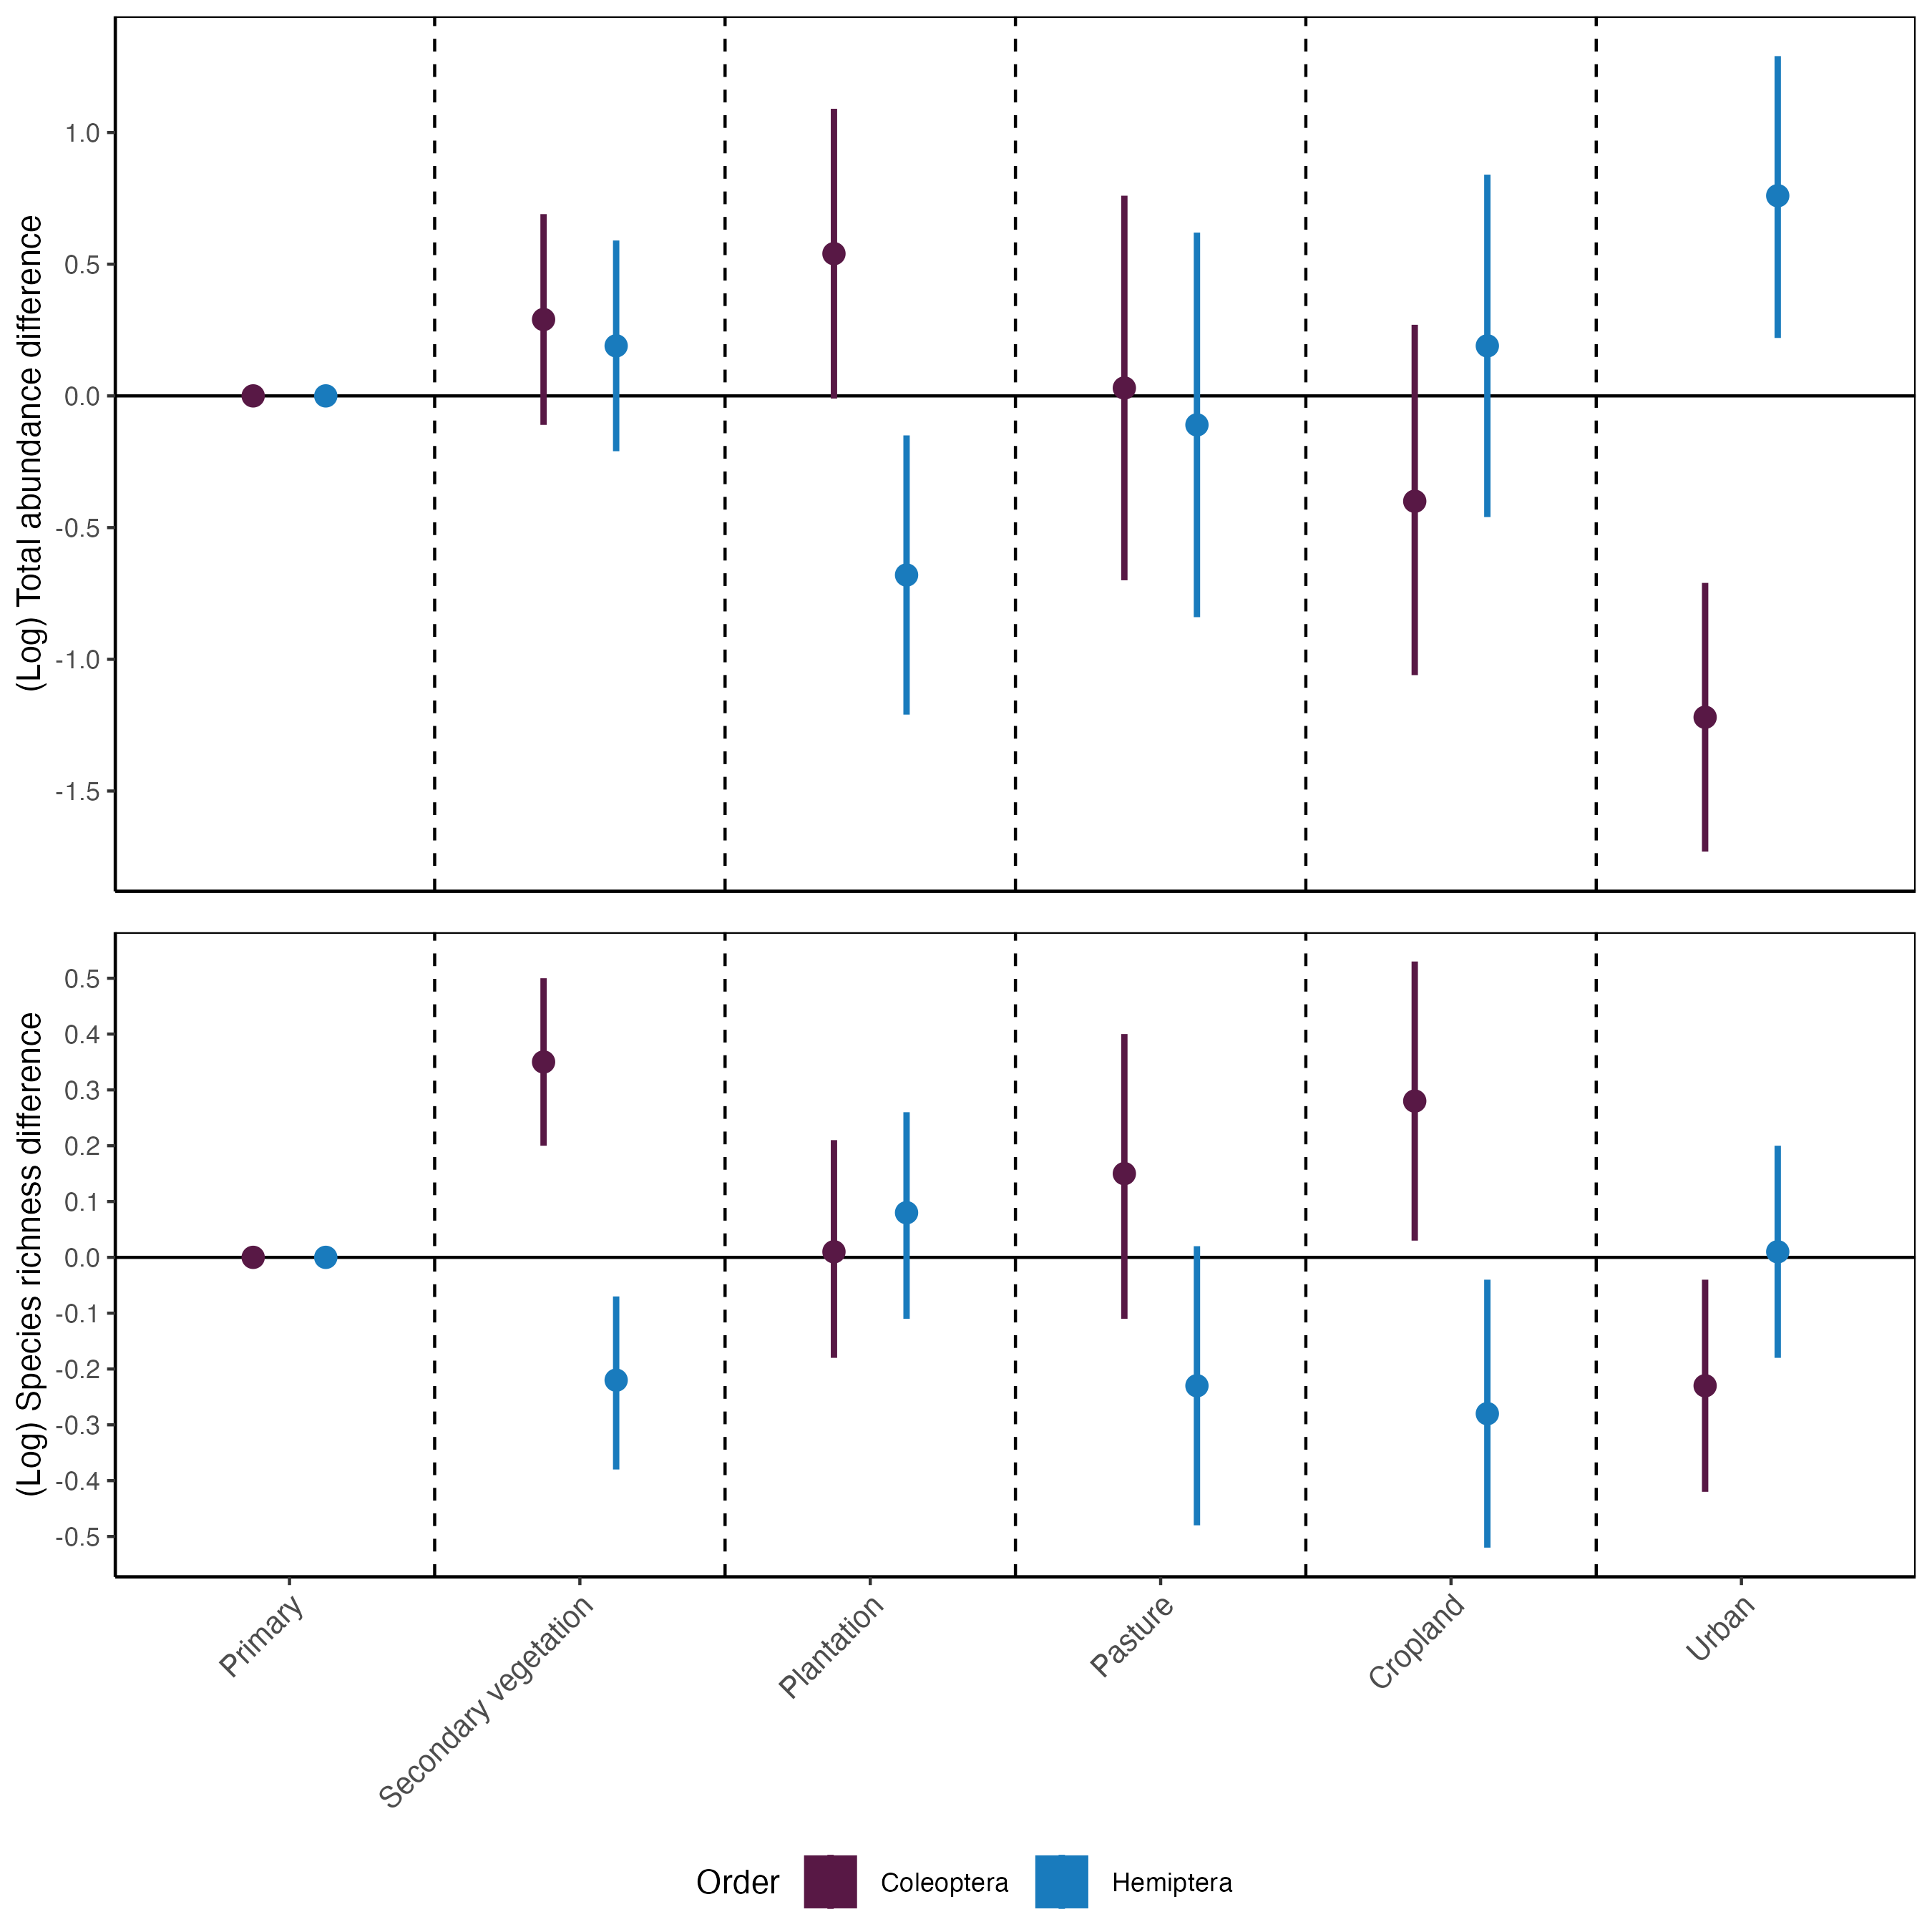 (Log) Total abundance difference
1.0
0.5
0.0
-0.5
-1.0
-1.5
(Log) Species richness difference
0.5
0.4
0.3
0.2
0.1
0.0
-0.1
-0.2
-0.3
-0.4
-0.5
Primary
Secondary vegetation
Plantation
Pasture
Cropland
Urban
Order
Coleoptera
Hemiptera